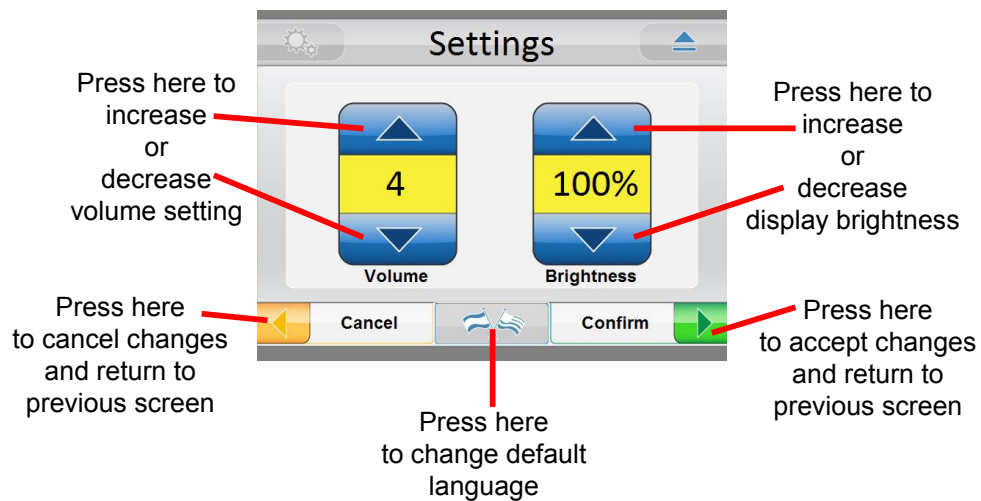 Settings
Press here to
increase
or
decrease
volume setting
4
Volume
100%
Brightness
Press here to
increase
or
decrease
display brightness
Press here
to cancel changes
and return to
previous screen
Cancel
Confirm
Press here
to accept changes
and return to
previous screen
Press here
to change default
language